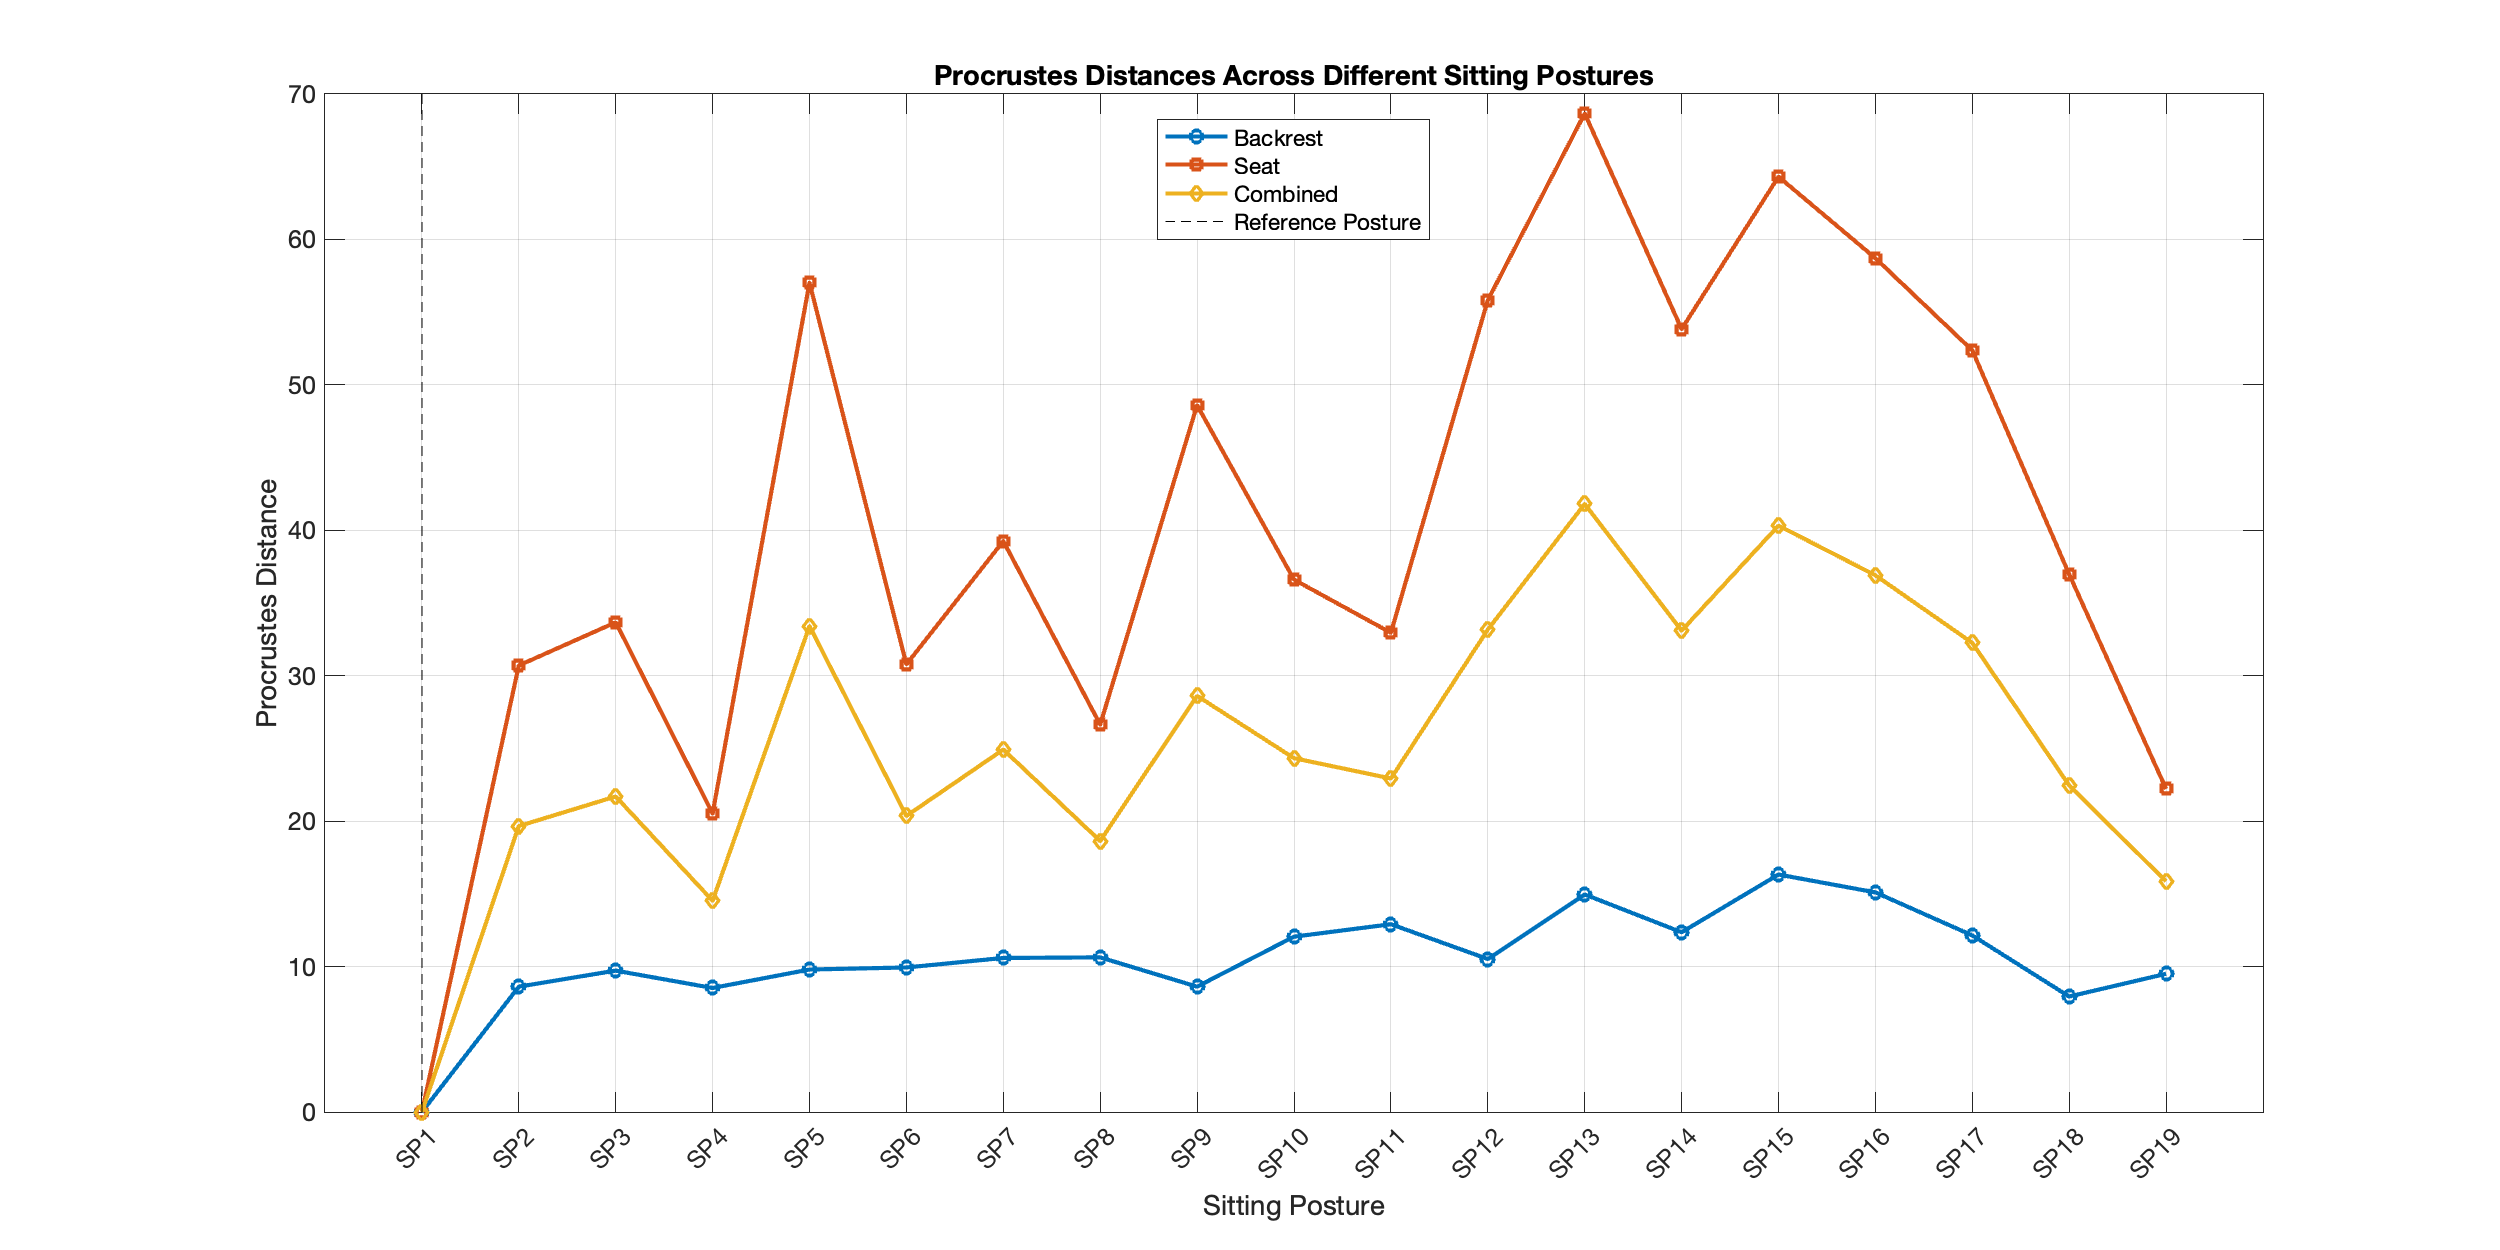 Procrustes Distances Across Different Sitting Postures
70
60
50
40
30
20
10
0
Procrustes Distance
Backrest
Seat
Combined
Reference Posture
SP1 SP2 SP3 SP4 SP5 SP6 SP7 SP8 SP9 SP10 SP11 SP12 SP13 SP14 SP15 SP16 SP17 SP18 SP19
Sitting Posture